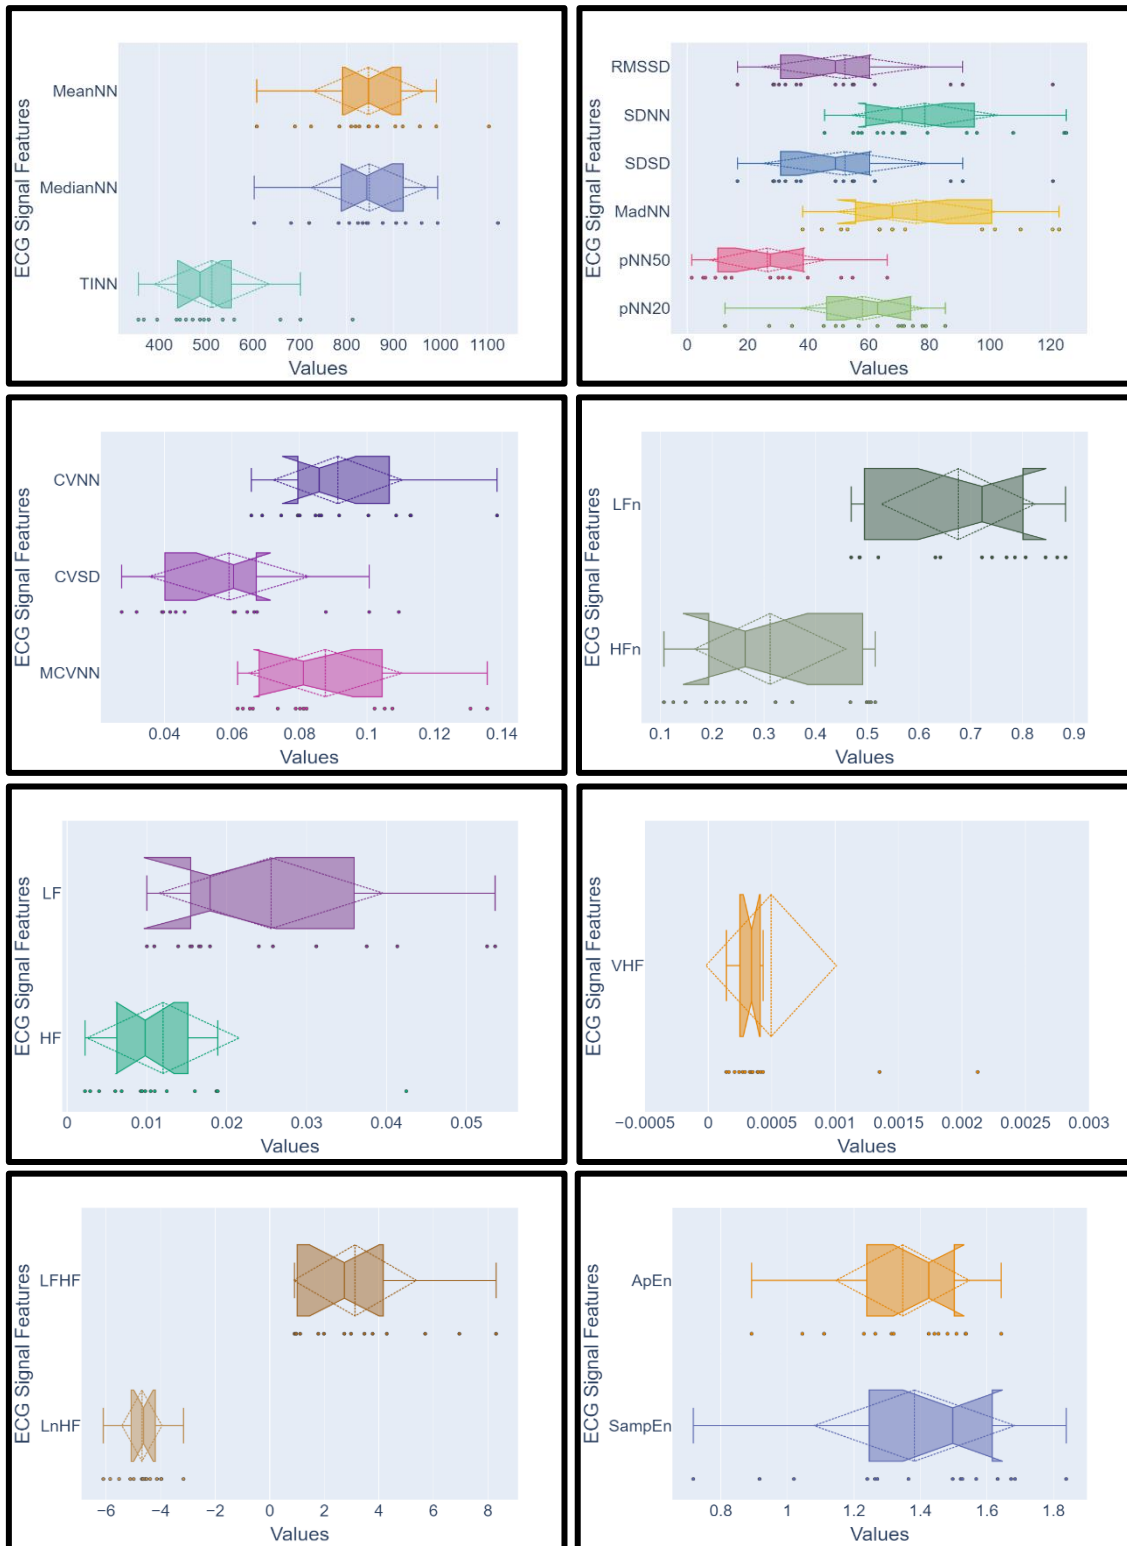 ECG Signal Features
MeanNN
MedianNN
TINN
400 500 600 700 800 900 1000 1100
Values
ECG Signal Features
RMSSD
SDNN
SDSD
MadNN
pNN50
pNN20
0 20 40 60 80 100 120
Values
ECG Signal Features
CVNN
CVSD
MCVNN
0.04 0.06 0.08 0.1 0.12 0.14
Values
ECG Signal Features
LFn
HFn
0.1 0.2 0.3 0.4 0.5 0.6 0.7 0.8 0.9
Values
ECG Signal Features
LF
HF
0 0.01 0.02 0.03 0.04 0.05
Values
ECG Signal Features
VHF
−0.0005 0 0.0005 0.001 0.0015 0.002 0.0025 0.003
Values
ECG Signal Features
LFHF
LnHF
−6 −4 −2 0 2 4 6 8
Values
ECG Signal Features
ApEn
SampEn
0.8 1 1.2 1.4 1.6 1.8
Values